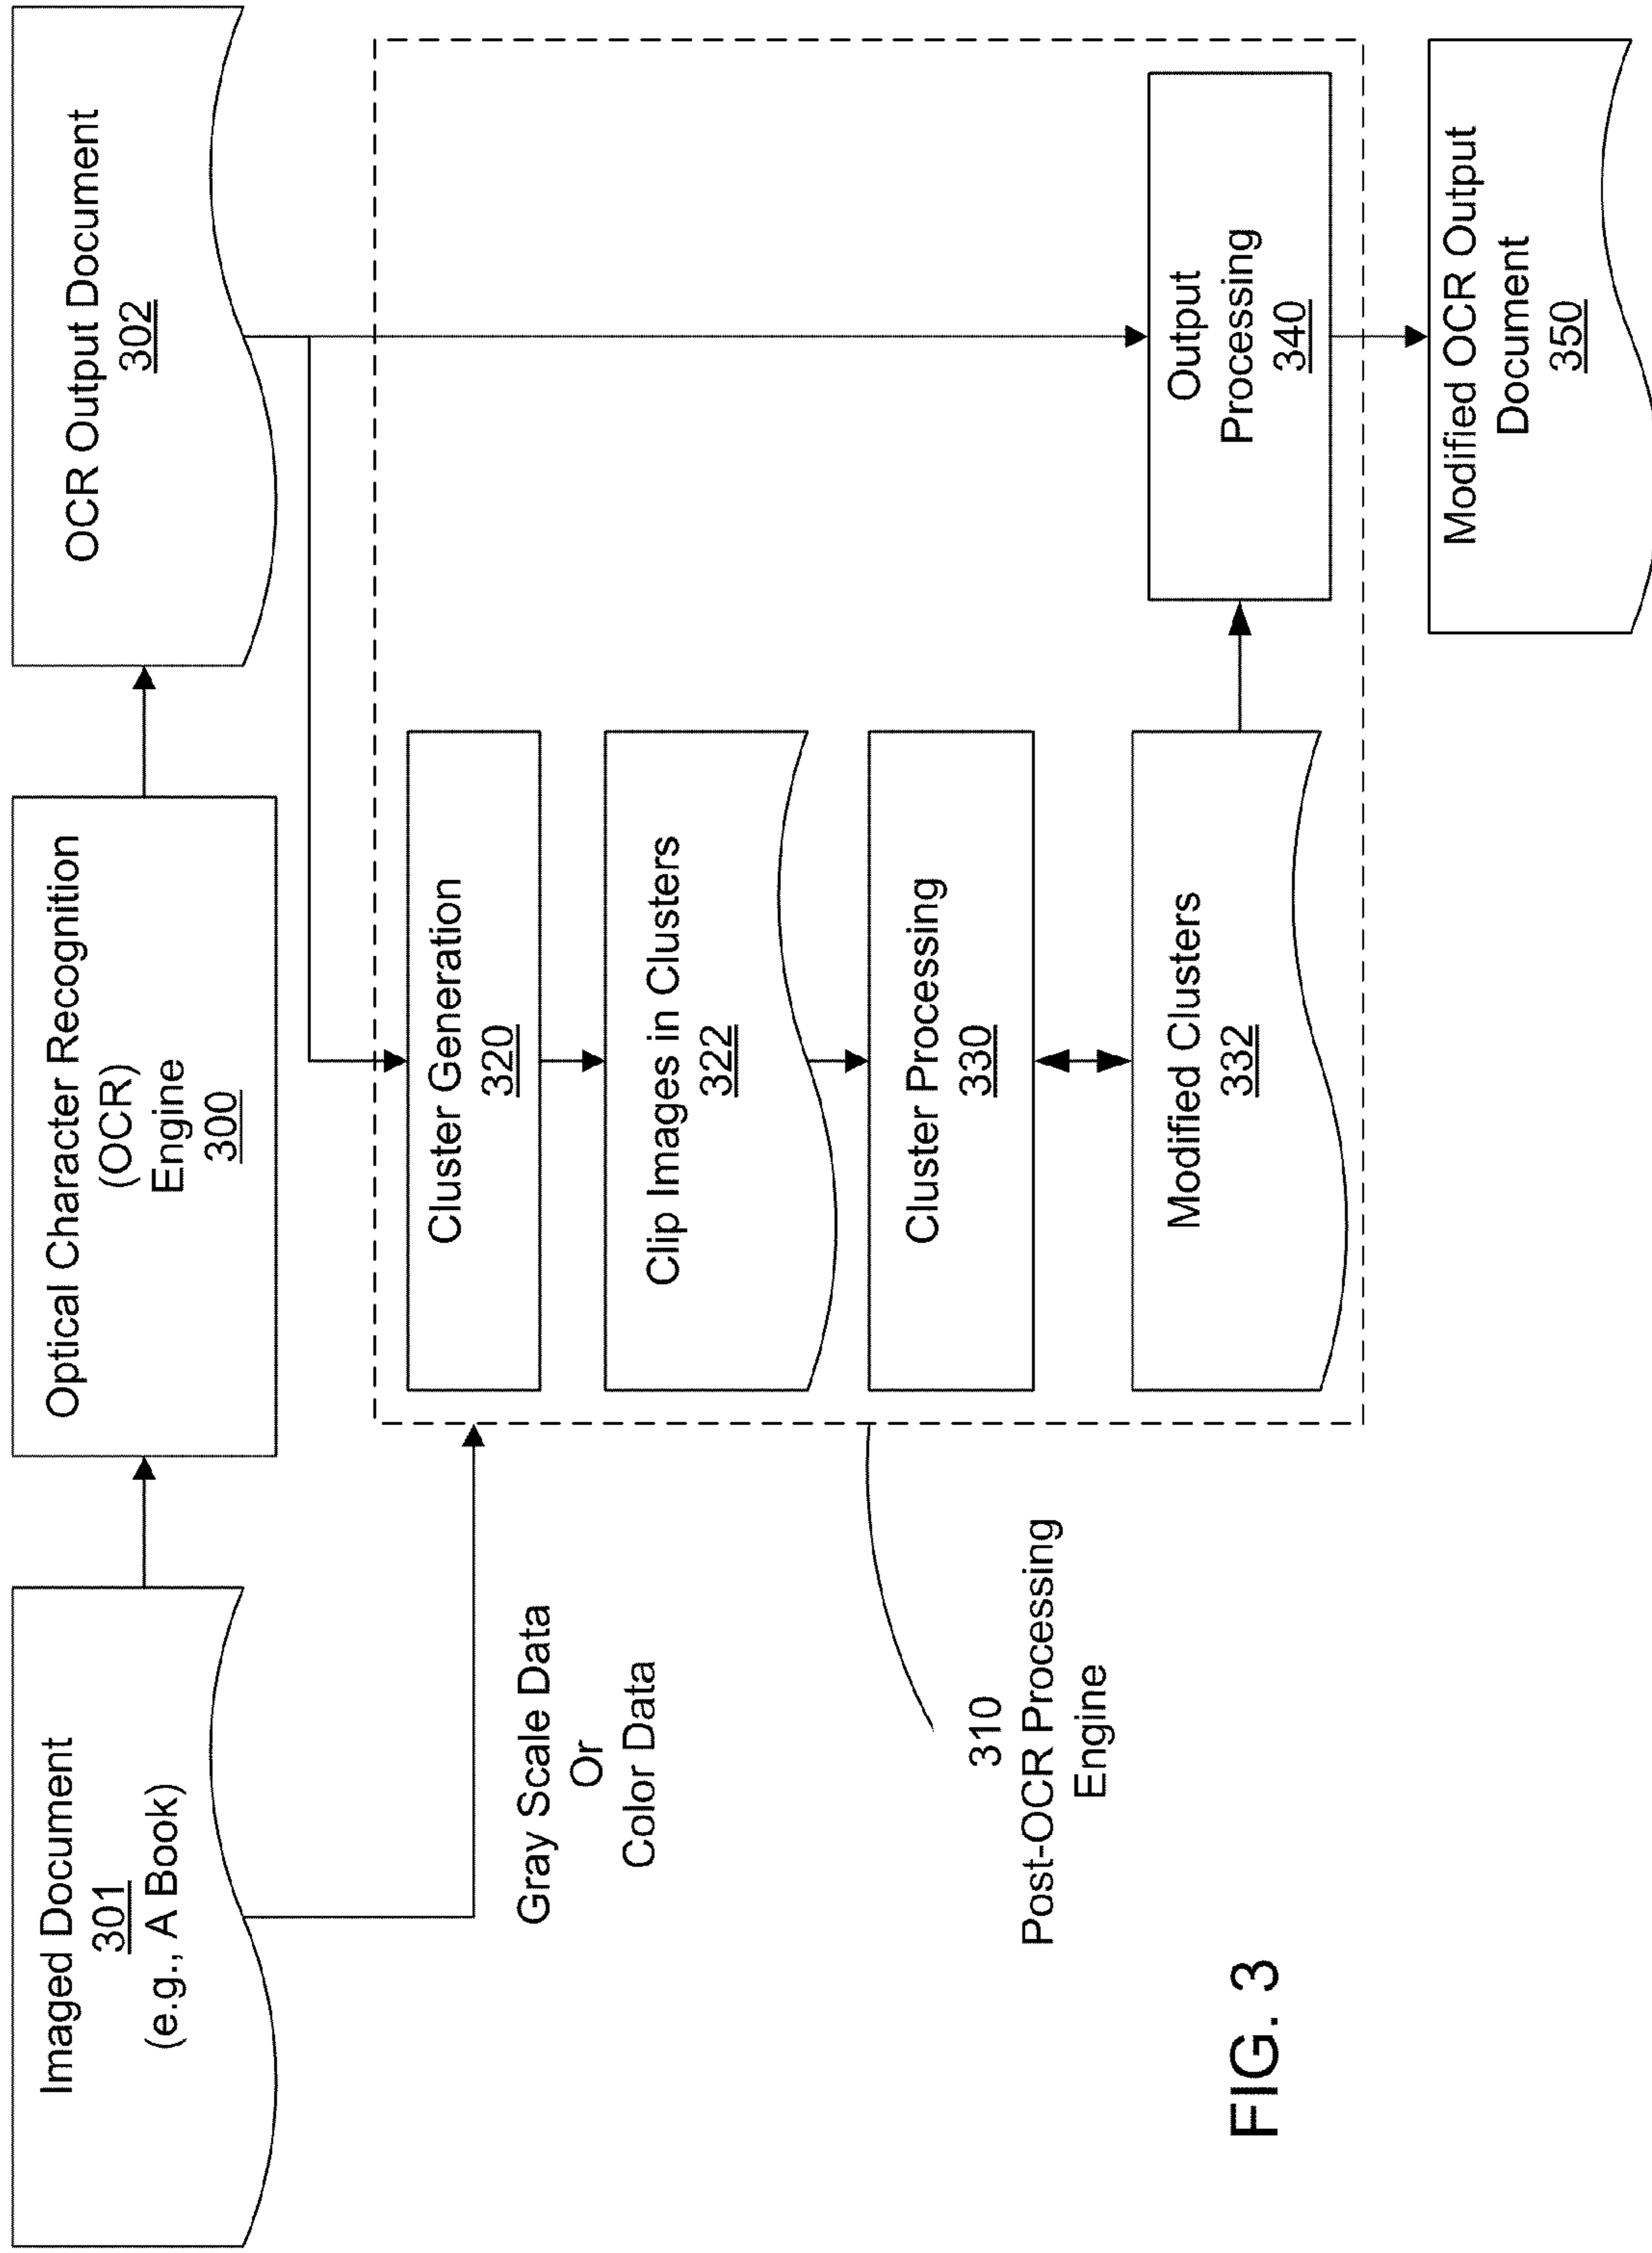 Imaged Document
301
(e.g., A Book)
Optical Character Recognition
(OCR)
Engine
300
OCR Output Document
302
Gray Scale Data
Or
Color Data
Cluster Generation
320
Clip Images in Clusters
322
Cluster Processing
330
Modified Clusters
332
Output
Processing
340
310
Post-OCR Processing
Engine
Modified OCR Output
Document
350
FIG. 3